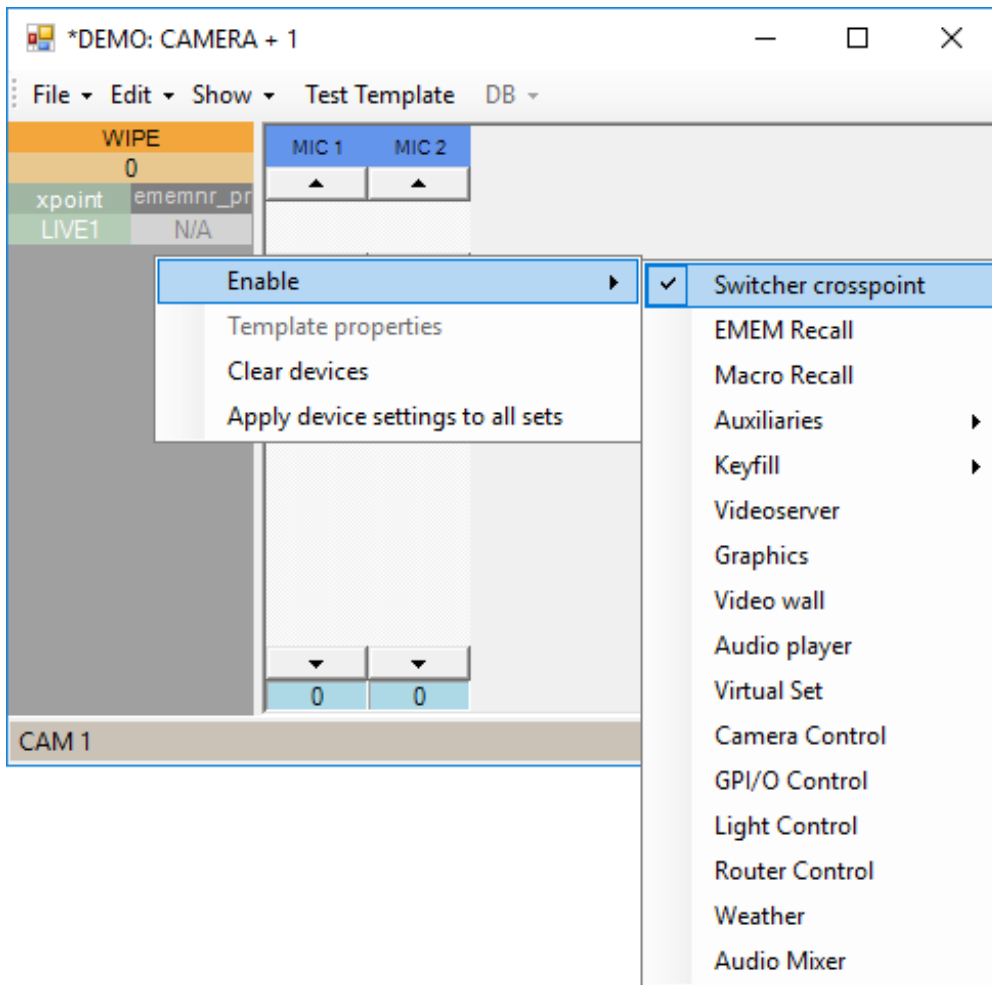 *DEMO: CAMERA + 1
File Edit Show Test Template DB
WIPE
0
xpoint ememnr_pr
LIVE1 N/A
MIC 1 MIC 2
Enable
Template properties
Clear devices
Apply device settings to all sets
Switcher crosspoint
EMEM Recall
Macro Recall
Auxiliaries
Keyfill
Videoserver
Graphics
Video wall
Audio player
Virtual Set
Camera Control
GPI/O Control
Light Control
Router Control
Weather
Audio Mixer
0 0
CAM 1